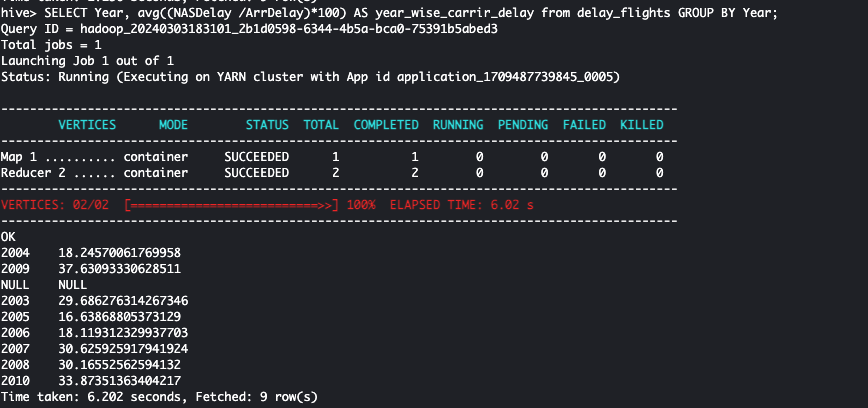 hive> SELECT Year, avg((NASDelay /ArrDelay)*100) AS year_wise_carrir_delay from delay_flights GROUP BY Year;
Query ID = hadoop_20240303183101_2b1d0598-6344-4b5a-bca0-75391b5abed3
Total jobs = 1
Launching Job 1 out of 1
Status: Running (Executing on YARN cluster with App id application_1709487739845_0005)
----------------------------------------------------------------------------------------------
VERTICES MODE STATUS TOTAL COMPLETED RUNNING PENDING FAILED KILLED
----------------------------------------------------------------------------------------------
Map 1 .......... container SUCCEEDED 1 1 0 0 0 0
Reducer 2 ...... container SUCCEEDED 2 2 0 0 0 0
----------------------------------------------------------------------------------------------
VERTICES: 02/02 [==========================>>] 100% ELAPSED TIME: 6.02 s
----------------------------------------------------------------------------------------------
OK
2004 18.24570061769958
2009 37.63093330628511
NULL NULL
2003 29.686276314267346
2005 16.63868805373129
2006 18.119312329937703
2007 30.625925917941924
2008 30.16552562594132
2010 33.87351363404217
Time taken: 6.202 seconds, Fetched: 9 row(s)